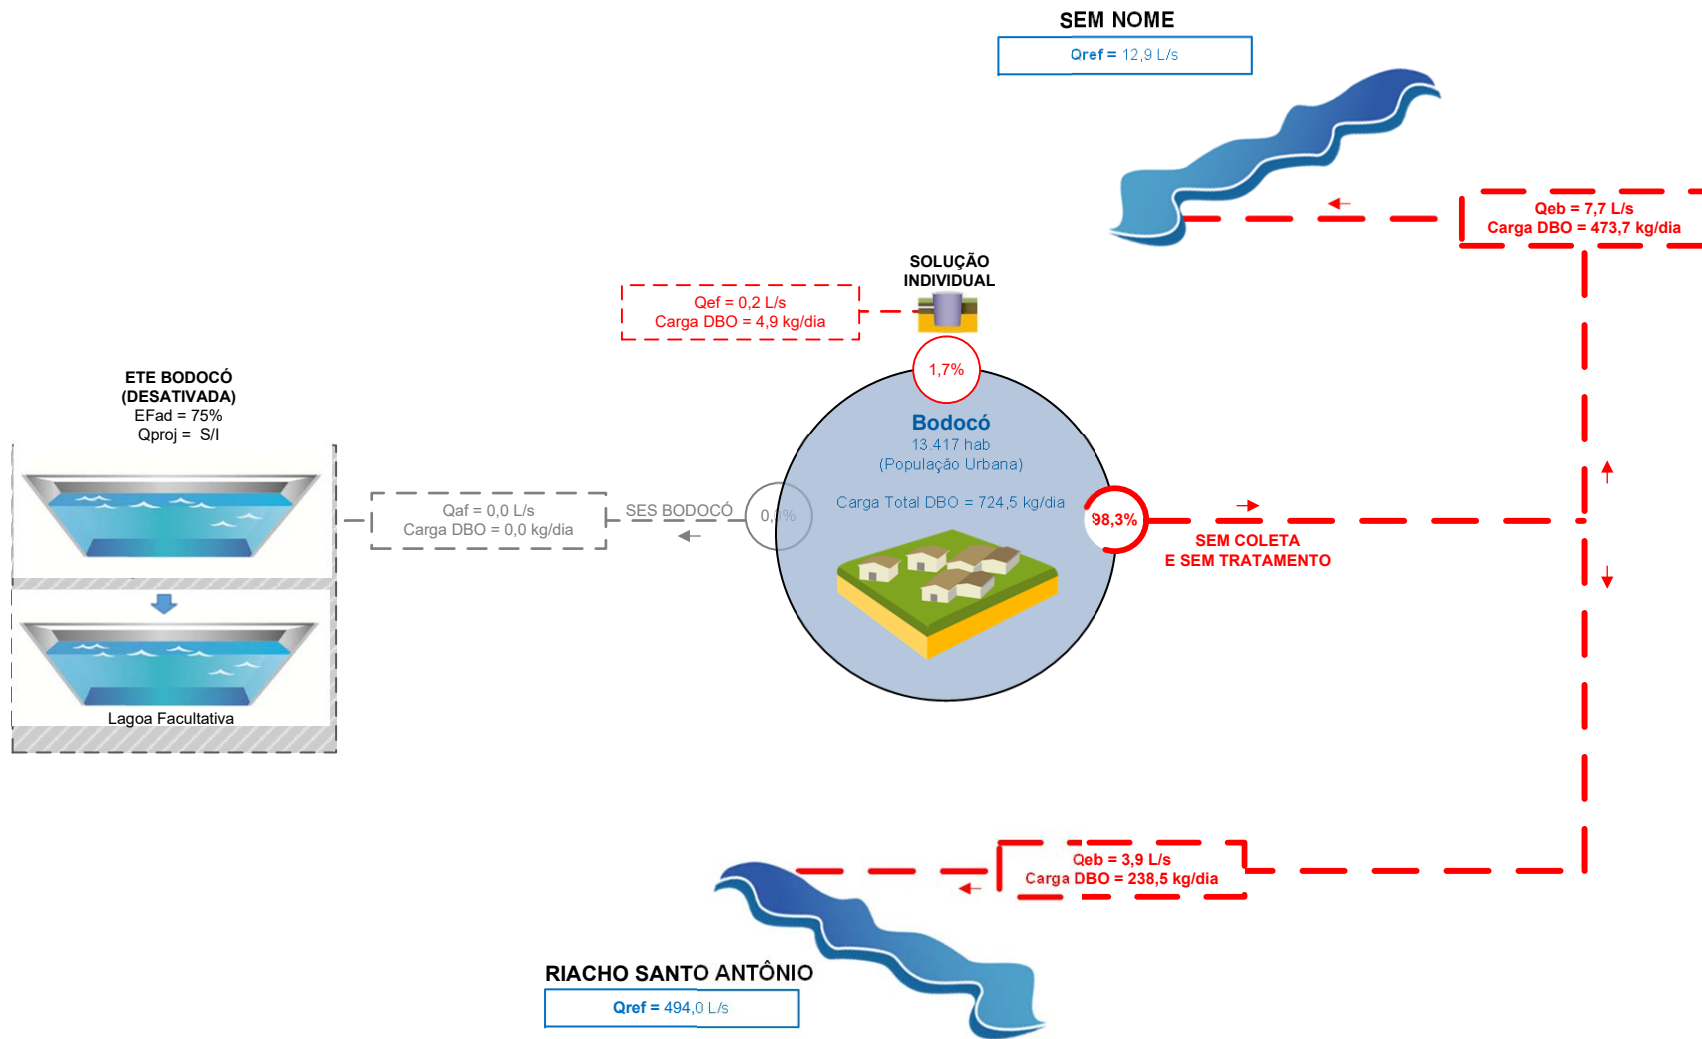 SEM NOME
Qref = 12,9 L/s
Qeb = 7,7 L/s
Carga DBO = 473,7 kg/dia
SOLUÇÃO
INDIVIDUAL
Qef = 0,2 L/s
Carga DBO = 4,9 kg/dia
1,7%
ETE BODOCÓ
(DESATIVADA)
EFad = 75%
Qproj = S/I
Bodocó
13.417 hab
(População Urbana)
Carga Total DBO = 724,5 kg/dia
Qaf = 0,0 L/s
Carga DBO = 0,0 kg/dia
SES BODOCÓ
98,3%
SEM COLETA
E SEM TRATAMENTO
Lagoa Facultativa
Qeb = 3,9 L/s
Carga DBO = 238,5 kg/dia
RIACHO SANTO ANTÔNIO
Qref = 494,0 L/s